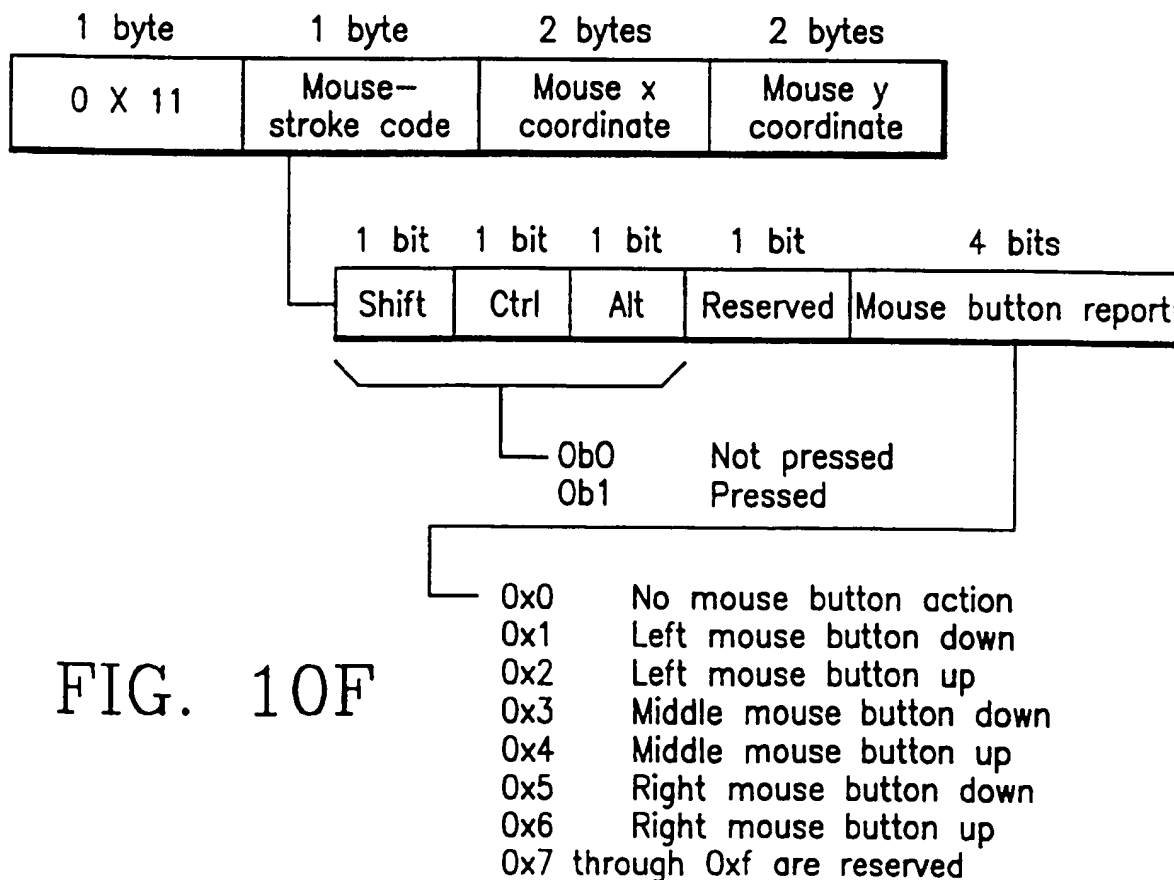 1 byte 1 byte 2 bytes 2 bytes
0 X 11
Mouse-
stroke code
Mouse x
coordinate
Mouse y
coordinate
1 bit 1 bit 1 bit 1 bit 4 bits
Shift Ctrl Alt Reserved Mouse button report
0b0 Not pressed
0b1 Pressed
0x0 No mouse button action
0x1 Left mouse button down
0x2 Left mouse button up
0x3 Middle mouse button down
0x4 Middle mouse button up
0x5 Right mouse button down
0x6 Right mouse button up
0x7 through 0xf are reserved
FIG. 10F